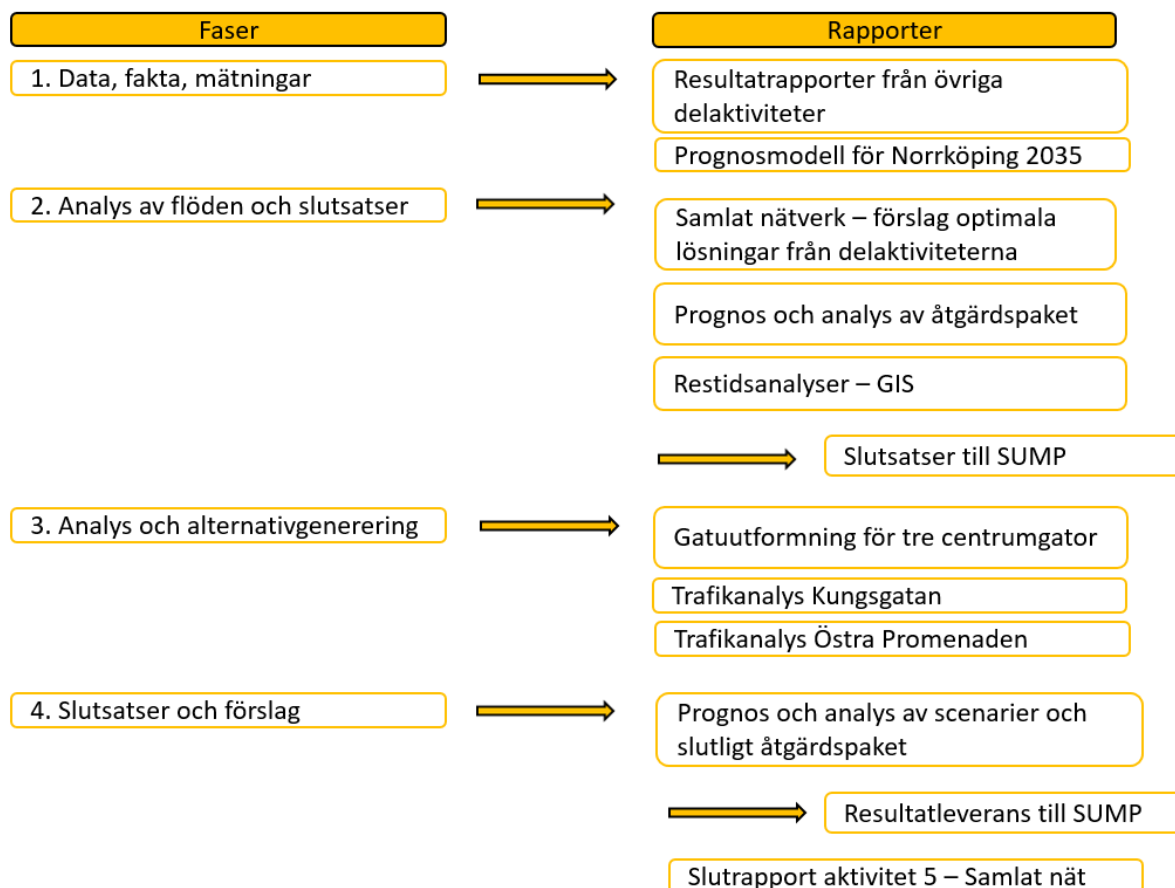 Faser
Rapporter
1. Data, fakta, mätningar
Resultatrapporter från övriga
delaktiviteter
Prognosmodell för Norrköping 2035
2. Analys av flöden och slutsatser
Samlat nätverk – förslag optimala
lösningar från delaktiviteterna
Prognos och analys av åtgärdspaket
Restidsanalyser – GIS
Slutsatser till SUMP
3. Analys och alternativgenerering
Gatuutformning för tre centrumgator
Trafikanalys Kungsgatan
Trafikanalys Östra Promenaden
4. Slutsatser och förslag
Prognos och analys av scenarier och
slutligt åtgärdspaket
Resultatleverans till SUMP
Slutrapport aktivitet 5 – Samlat nät